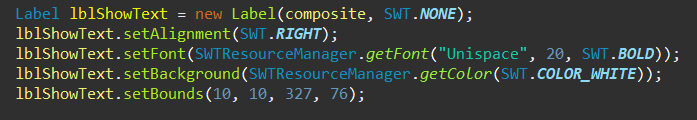 Label lblShowText = new Label(composite, SWT.NONE);
lblShowText.setAlignment(SWT.RIGHT);
lblShowText.setFont(SWTResourceManager.getFont("Unispace", 20, SWT.BOLD));
lblShowText.setBackground(SWTResourceManager.getColor(SWT.COLOR_WHITE));
lblShowText.setBounds(10, 10, 327, 76);